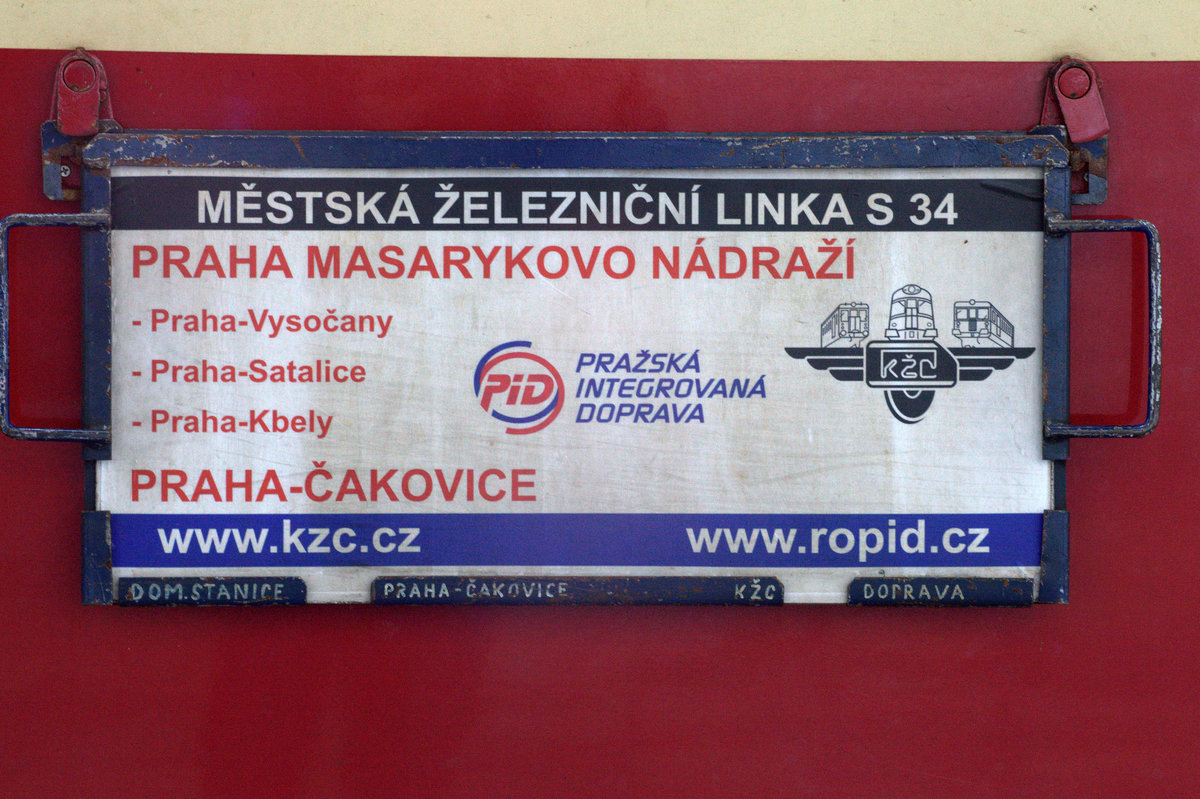 MĚSTSKÁ ŽELEZNIČNÍ LINKA S 34
PRAHA MASARYKOVO NÁDRAŽÍ
- Praha-Vysočany
- Praha-Satalice
- Praha-Kbely
PID
PRAŽSKÁ
INTEGROVANÁ
DOPRAVA
KŽC
PRAHA-ČAKOVICE
www.kzc.cz www.ropid.cz
DOM.STANICE PRAHA-ČAKOVICE KŽC DOPRAVA